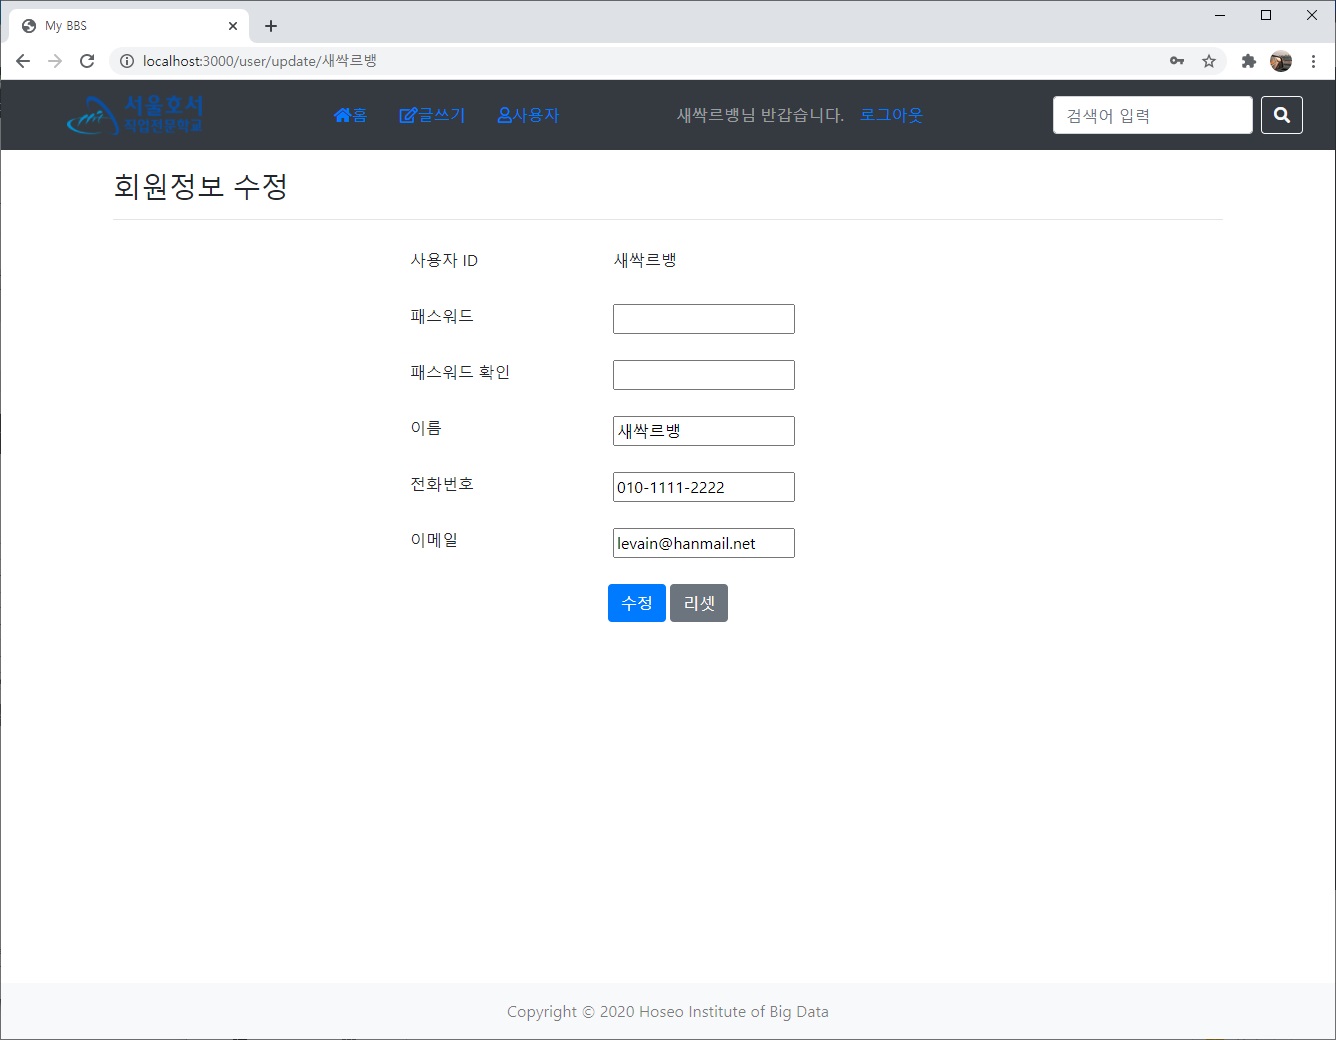 My BBS
localhost:3000/user/update/새싹르뱅
서울호서
직업전문학교
홈
글쓰기
사용자
새싹르뱅님 반갑습니다.
로그아웃
검색어 입력
회원정보 수정
사용자 ID
새싹르뱅
패스워드
패스워드 확인
이름
새싹르뱅
전화번호
010-1111-2222
이메일
levain@hanmail.net
수정
리셋
Copyright © 2020 Hoseo Institute of Big Data